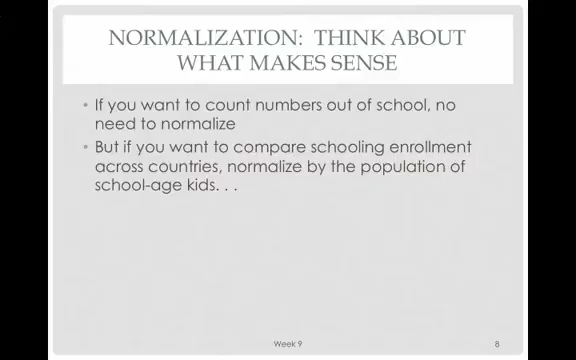 NORMALIZATION: THINK ABOUT
WHAT MAKES SENSE
• If you want to count numbers out of school, no
need to normalize
• But if you want to compare schooling enrollment
across countries, normalize by the population of
school-age kids. . .
Week 9
8